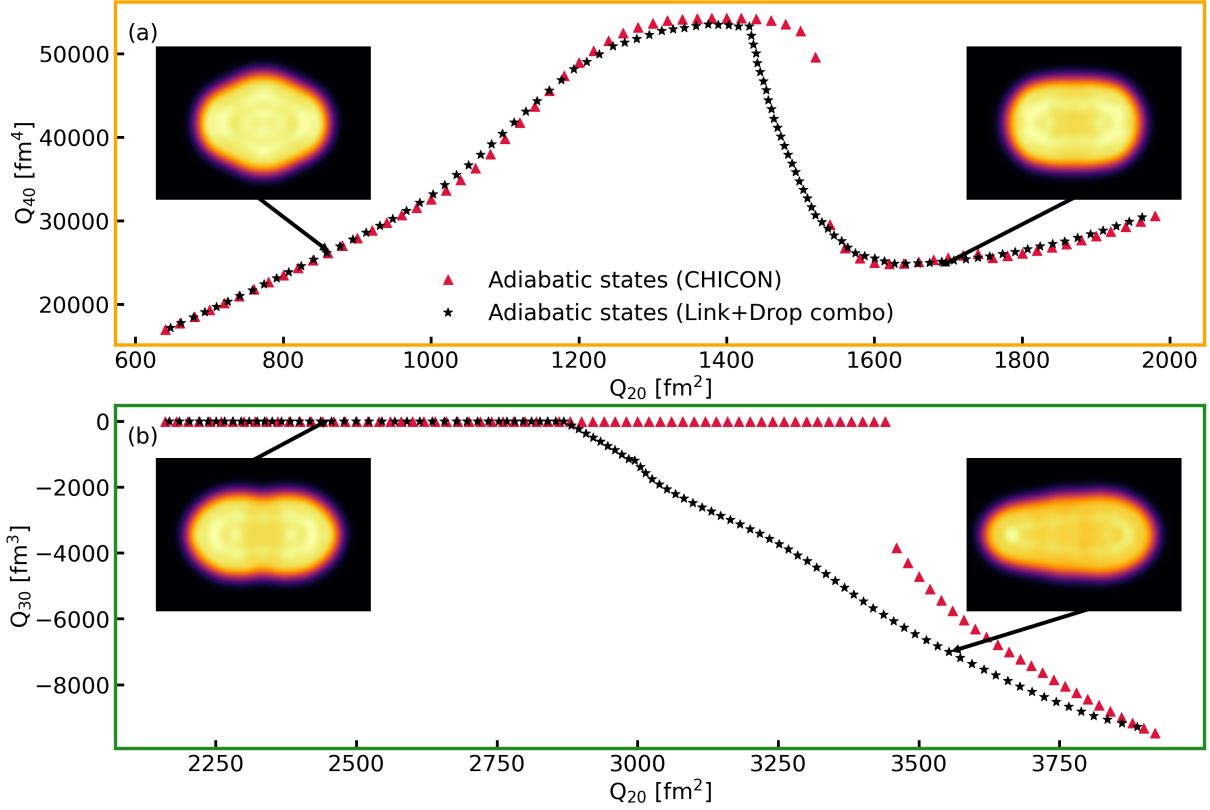 (a)
50000
40000
30000
20000
Q₄₀ [fm⁴]
Adiabatic states (CHICON)
Adiabatic states (Link+Drop combo)
600 800 1000 1200 1400 1600 1800 2000
Q₂₀ [fm²]
(b)
0
−2000
−4000
−6000
−8000
Q₃₀ [fm³]
2250 2500 2750 3000 3250 3500 3750
Q₂₀ [fm²]